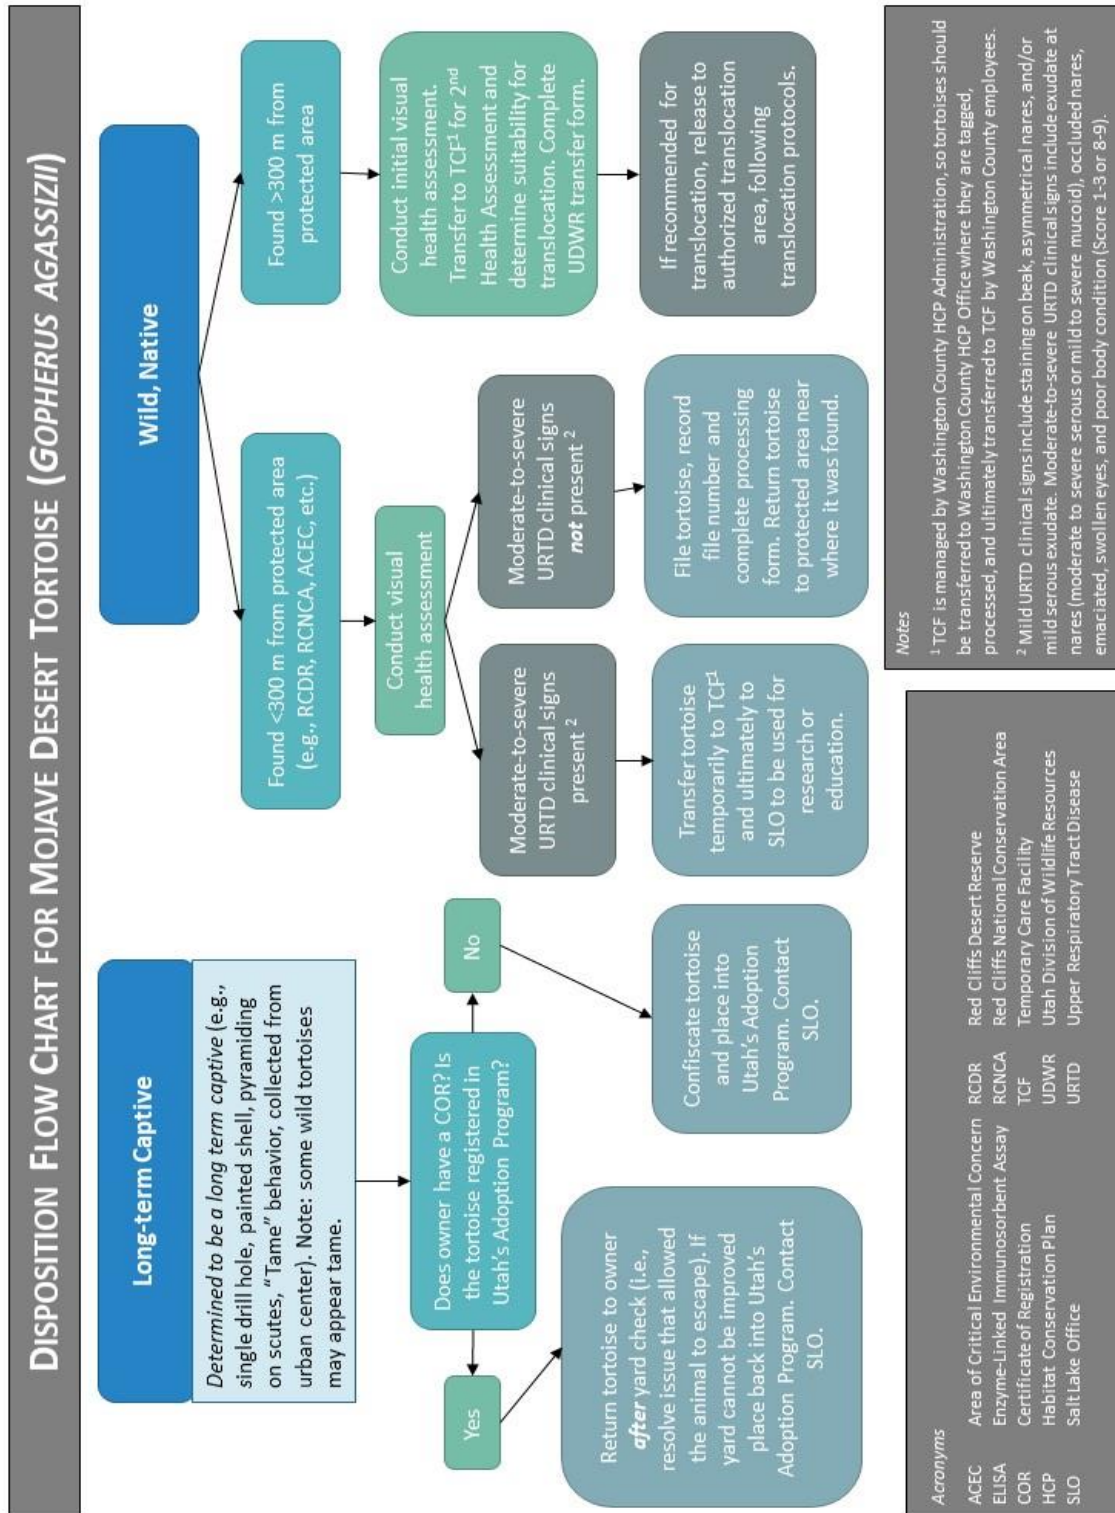 DISPOSITION FLOW CHART FOR MOJAVE DESERT TORTOISE (GOPHERUS AGASSIZII)
Long-term Captive
Determined to be a long term captive (e.g.,
single drill hole, painted shell, pyramiding
on scutes, “Tame” behavior, collected from
urban center). Note: some wild tortoises
may appear tame.
Does owner have a COR? Is
the tortoise registered in
Utah’s Adoption Program?
Yes
No
Return tortoise to owner
after yard check (i.e.,
resolve issue that allowed
the animal to escape). If
yard cannot be improved
place back into Utah’s
Adoption Program. Contact
SLO.
Confiscate tortoise
and place into
Utah’s Adoption
Program. Contact
SLO.
Wild, Native
Found <300 m from protected area
(e.g., RCDR, RCNCA, ACEC, etc.)
Conduct visual
health assessment
Moderate-to-severe
URTD clinical signs
present 2
Transfer tortoise
temporarily to TCF1
and ultimately to
SLO to be used for
research or
education.
Moderate-to-severe
URTD clinical signs
not present 2
File tortoise, record
file number and
complete processing
form. Return tortoise
to protected area near
where it was found.
Found >300 m from
protected area
Conduct initial visual
health assessment.
Transfer to TCF1 for 2nd
Health Assessment and
determine suitability for
translocation. Complete
UDWR transfer form.
If recommended for
translocation, release to
authorized translocation
area, following
translocation protocols.
Acronyms
ACEC Area of Critical Environmental Concern RCDR Red Cliffs Desert Reserve
ELISA Enzyme-Linked Immunosorbent Assay RCNCA Red Cliffs National Conservation Area
COR Certificate of Registration TCF Temporary Care Facility
HCP Habitat Conservation Plan UDWR Utah Division of Wildlife Resources
SLO Salt Lake Office URTD Upper Respiratory Tract Disease
Notes
1 TCF is managed by Washington County HCP Administration, so tortoises should
be transferred to Washington County HCP Office where they are tagged,
processed, and ultimately transferred to TCF by Washington County employees.
2 Mild URTD clinical signs include staining on beak, asymmetrical nares, and/or
mild serous exudate. Moderate-to-severe URTD clinical signs include exudate at
nares (moderate to severe serous or mild to severe mucoid), occluded nares,
emaciated, swollen eyes, and poor body condition (Score 1-3 or 8-9).